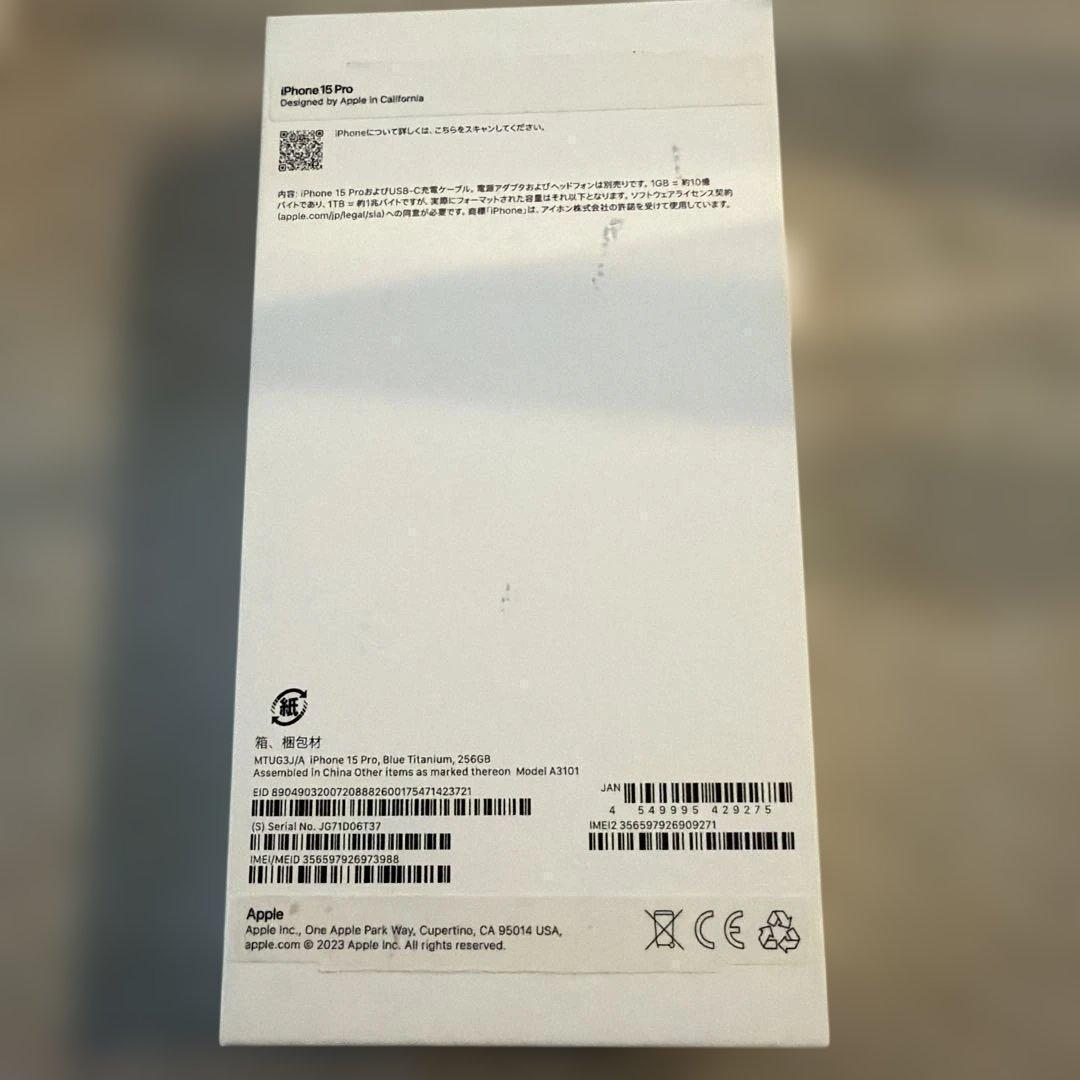 iPhone 15 Pro
Designed by Apple in California
iPhoneについて詳しくは、こちらをスキャンしてください。
内容: iPhone 15 ProおよびUSB-C充電ケーブル。電源アダプタおよびヘッドフォンは別売りです。1GB = 約10億
バイトであり、1TB = 約1兆バイトですが、実際にフォーマットされた容量はそれ以下となります。ソフトウェアライセンス契約
(apple.com/jp/legal/sla)への同意が必要です。商標「iPhone」は、アイホン株式会社の許諾を受けて使用しています。
紙
箱、梱包材
MTUG3J/A iPhone 15 Pro, Blue Titanium, 256GB
Assembled in China Other items as marked thereon Model A3101
EID 89049032007208882600175471423721
JAN
4 549995 429275
(S) Serial No. JG71D06T37
IMEI2 356597926909271
IMEI/MEID 356597926973988
Apple
Apple Inc., One Apple Park Way, Cupertino, CA 95014 USA,
apple.com © 2023 Apple Inc. All rights reserved.
CE